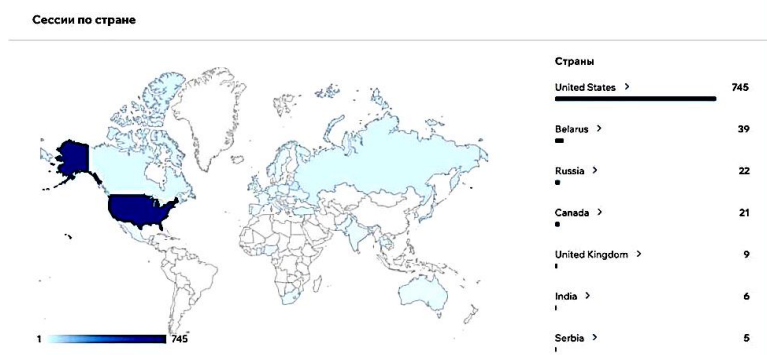 Сессии по стране
Страны
United States > 745
Belarus > 39
Russia > 22
Canada > 21
United Kingdom > 9
India > 6
Serbia > 5
1 745